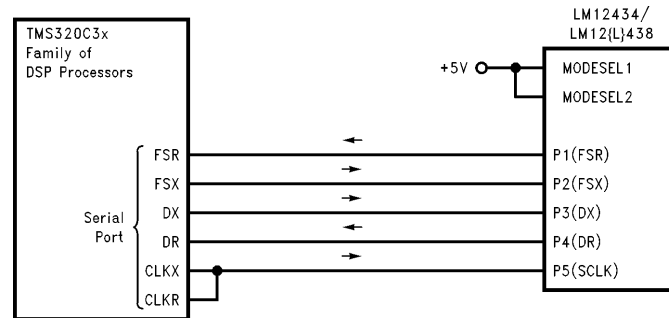 TMS320C3x
Family of
DSP Processors
LM12434/
LM12{L}438
+5V
MODESEL1
MODESEL2
Serial
Port
FSR
FSX
DX
DR
CLKX
CLKR
P1(FSR)
P2(FSX)
P3(DX)
P4(DR)
P5(SCLK)